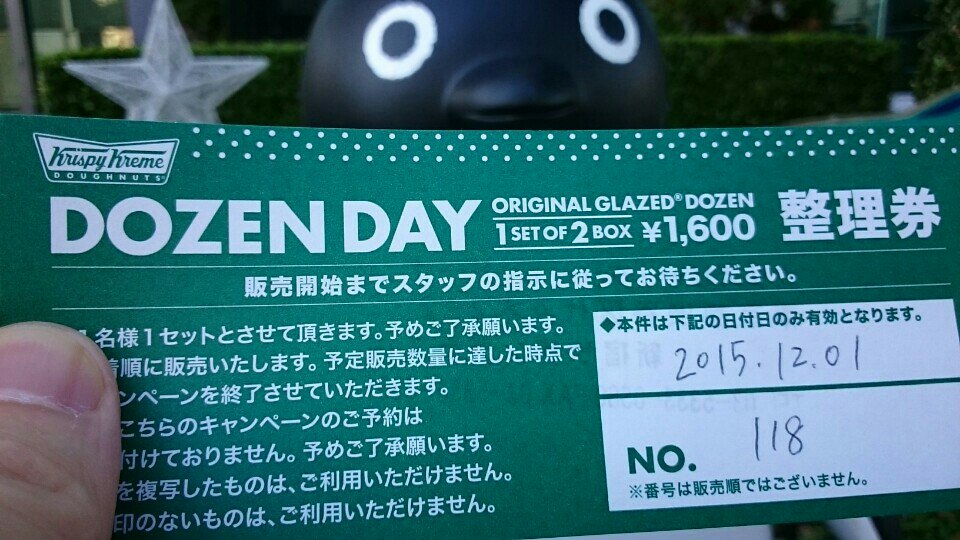 Krispy Kreme
DOUGHNUTS®
DOZEN DAY
ORIGINAL GLAZED® DOZEN
1 SET OF 2 BOX ¥1,600
整理券
販売開始までスタッフの指示に従ってお待ちください。
名様1セットとさせて頂きます。予めご了承願います。
着順に販売いたします。予定販売数量に達した時点で
ンペーンを終了させていただきます。
こちらのキャンペーンのご予約は
付けておりません。予めご了承願います。
を複写したものは、ご利用いただけません。
印のないものは、ご利用いただけません。
◆本件は下記の日付日のみ有効となります。
2015.12.01
NO. 118
※番号は販売順ではございません。